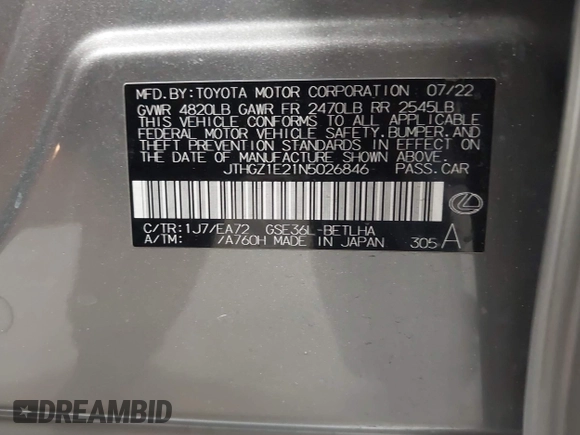 MFD.BY:TOYOTA MOTOR CORPORATION 07/22
GVWR 4820LB GAWR FR 2470LB RR 2545LB
THIS VEHICLE CONFORMS TO ALL APPLICABLE
FEDERAL MOTOR VEHICLE SAFETY, BUMPER, AND
THEFT PREVENTION STANDARDS IN EFFECT ON
THE DATE OF MANUFACTURE SHOWN ABOVE.
JTHGZ1E21N5026846 PASS.CAR
C/TR:1J7/EA72 GSE36L-BETLHA
A/TM: /A760H MADE IN JAPAN 305 A
DREAMBID